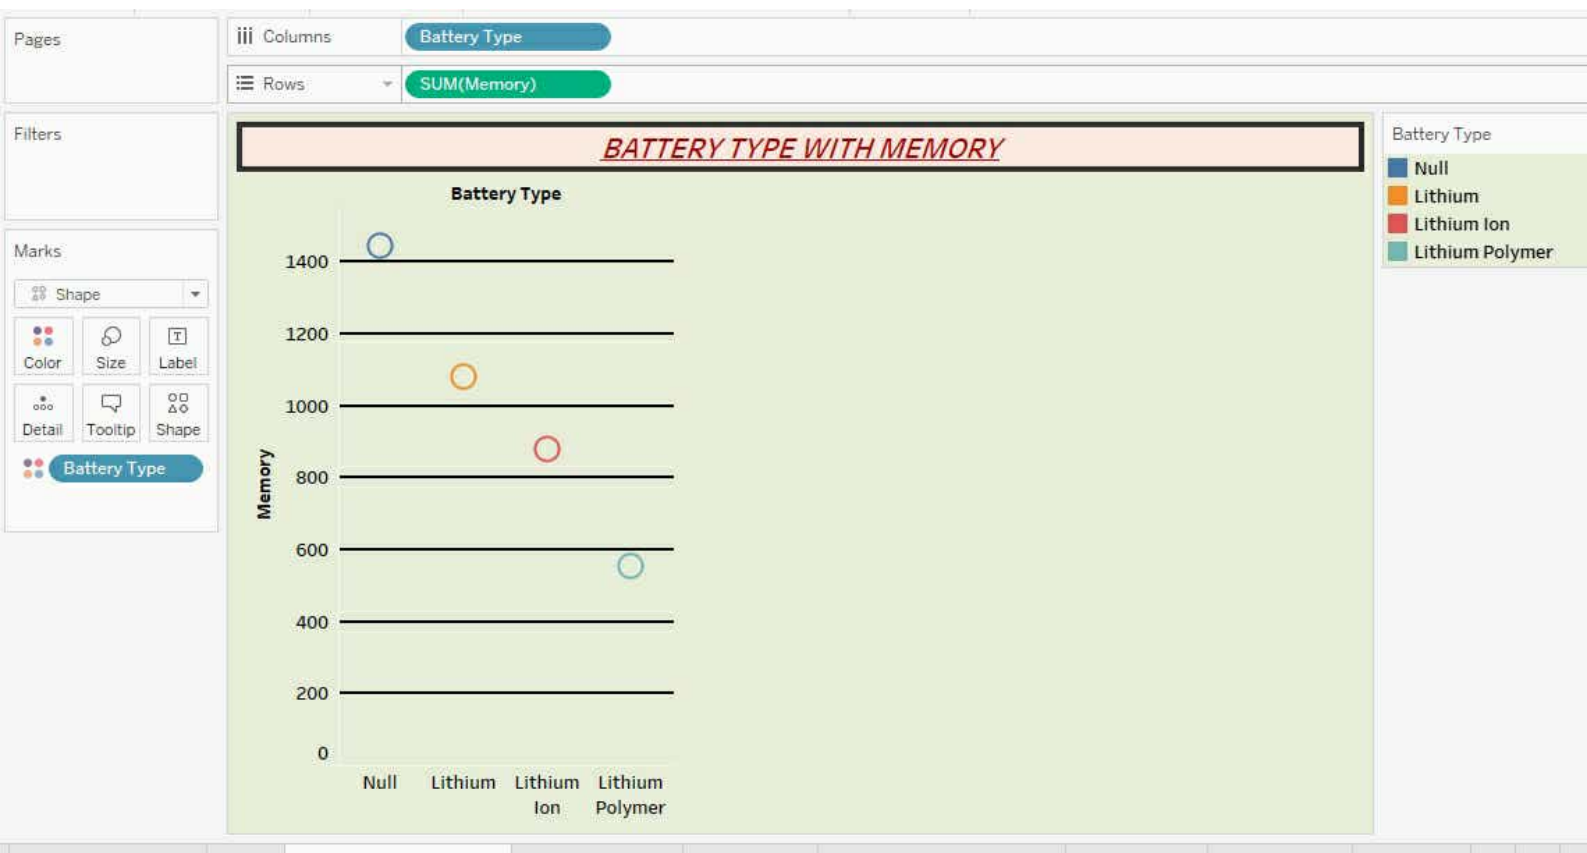 Pages
Columns
Battery Type
Rows
SUM(Memory)
Filters
Marks
Shape
Color
Size
Label
Detail
Tooltip
Shape
Battery Type
BATTERY TYPE WITH MEMORY
Battery Type
Memory
1400
1200
1000
800
600
400
200
0
Null
Lithium
Lithium
Ion
Lithium
Polymer
Battery Type
Null
Lithium
Lithium Ion
Lithium Polymer